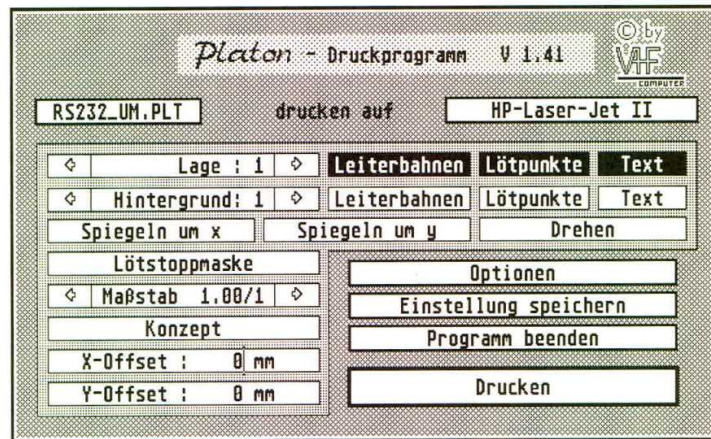 © by
Platon - Druckprogramm V 1.41
VHF
COMPUTER
RS232_UM.PLT drucken auf HP-Laser-Jet II
Lage : 1 Leiterbahnen Lötpunkte Text
Hintergrund: 1 Leiterbahnen Lötpunkte Text
Spiegeln um x Spiegeln um y Drehen
Lötstoppmaske
Optionen
Maßstab 1.00/1
Einstellung speichern
Konzept
Programm beenden
X-Offset : 0 mm
Y-Offset : 0 mm
Drucken